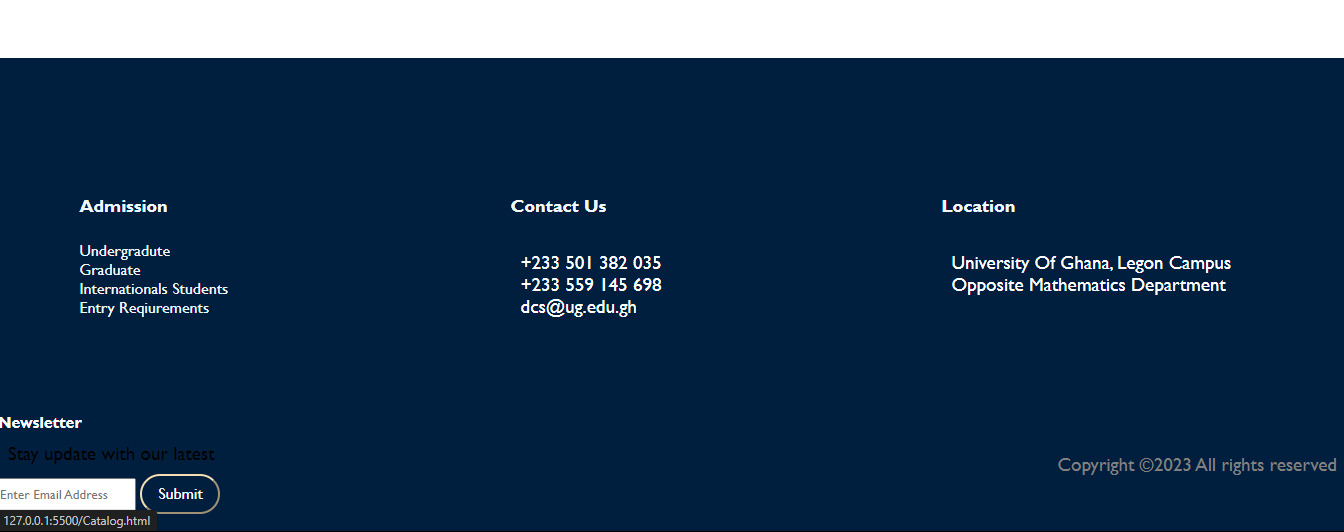 Admission
Undergradute
Graduate
Internationals Students
Entry Reqiurements
Contact Us
+233 501 382 035
+233 559 145 698
dcs@ug.edu.gh
Location
University Of Ghana, Legon Campus
Opposite Mathematics Department
Newsletter
Stay update with our latest
Enter Email Address
Submit
Copyright ©2023 All rights reserved
127.0.0.1:5500/Catalog.html